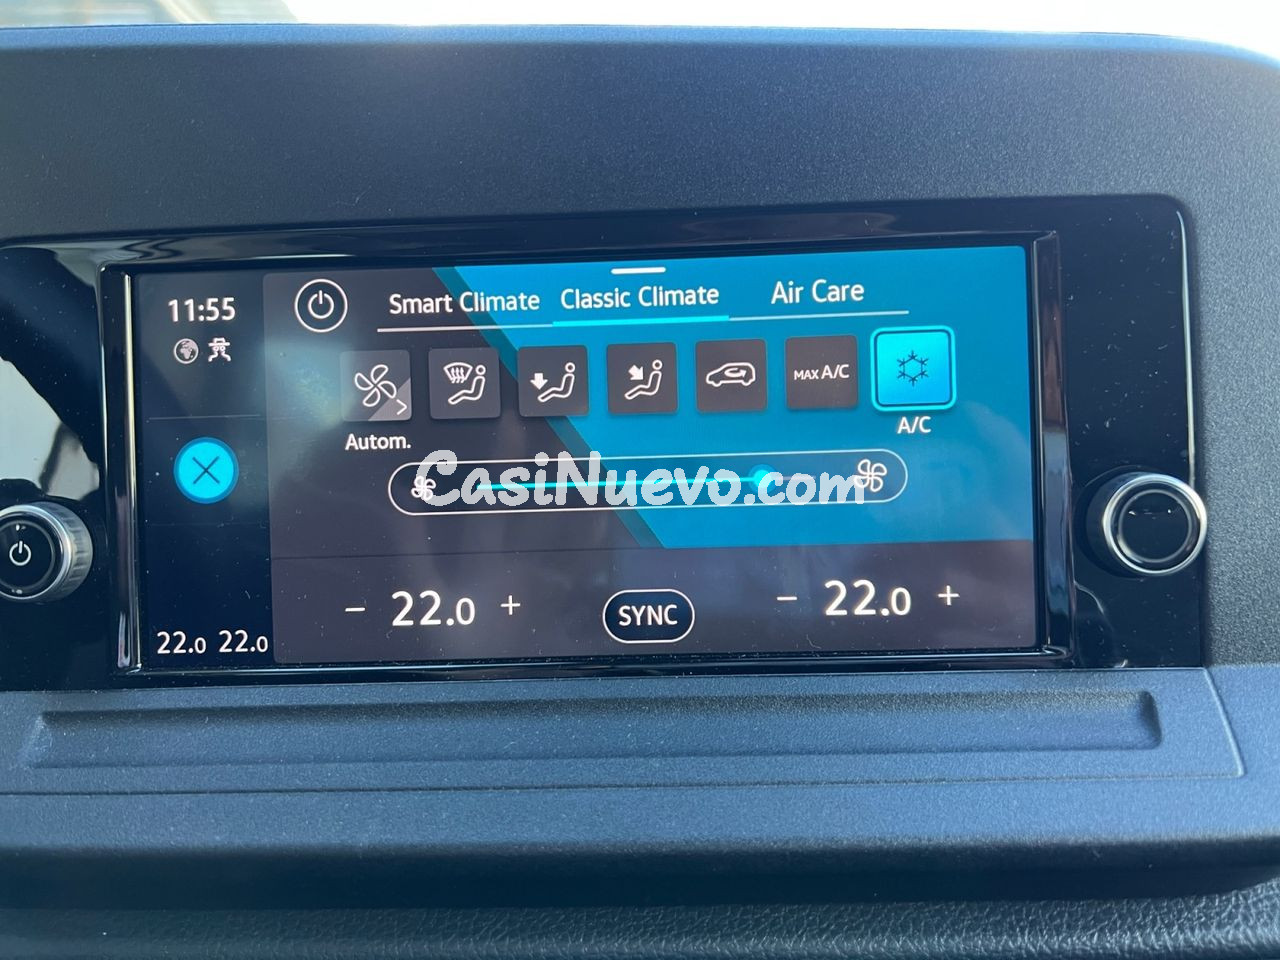 11:55
Smart Climate Classic Climate Air Care
MAX A/C
A/C
Autom.
CasiNuevo.com
22.0 22.0
− 22.0 + SYNC − 22.0 +